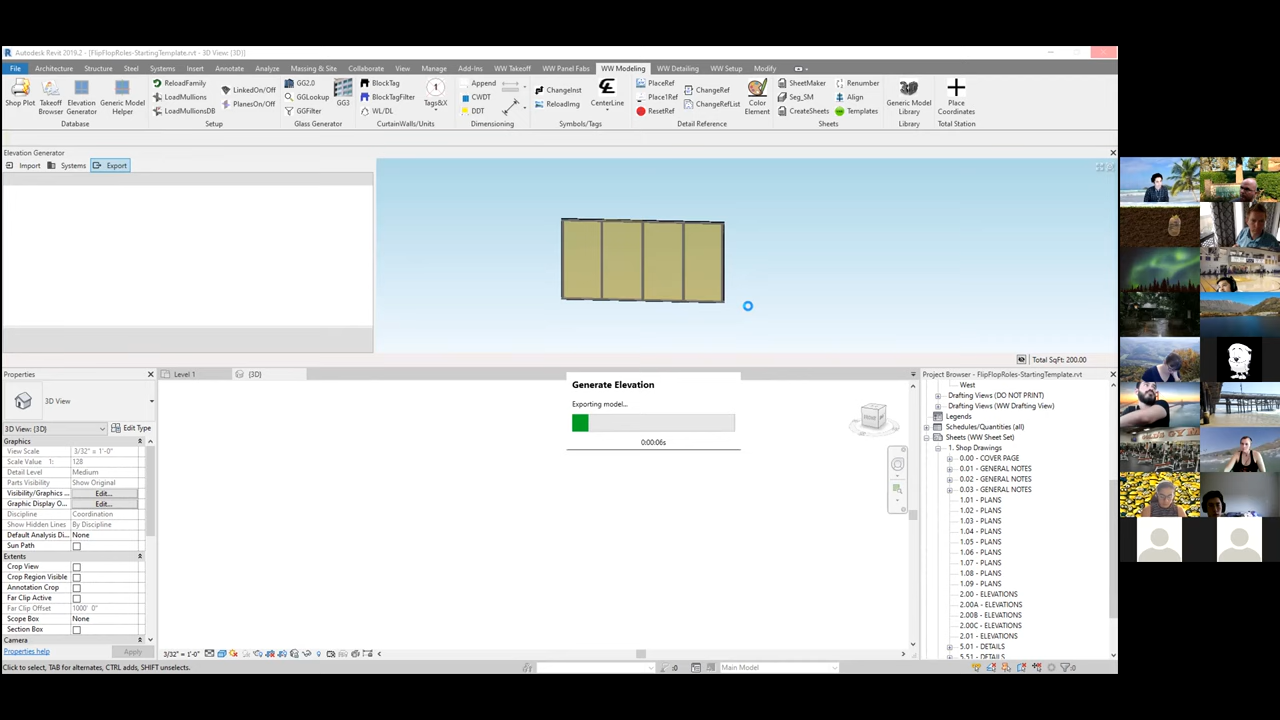 Autodesk Revit 2019.2 - [FlipFlopRoles-StartingTemplate.rvt - 3D View: {3D}]
File Architecture Structure Steel Systems Insert Annotate Analyze Massing & Site Collaborate View Manage Add-Ins WW Takeoff WW Panel Fabs WW Modeling WW Detailing WW Setup Modify
Shop Plot
Takeoff Browser
Elevation Generator
Generic Model Helper
Database
ReloadFamily
LoadMullions
LoadMullionsDB
LinkedOn/Off
PlanesOn/Off
Setup
GG2.0
GGLookup
GGFilter
GG3
Glass Generator
BlockTag
BlockTagFilter
WL/DL
Tags&X
CurtainWalls/Units
Append
CWDT
DDT
Dimensioning
ChangeInst
ReloadImg
CenterLine
Symbols/Tags
PlaceRef
Place1Ref
ResetRef
ChangeRef
ChangeRefList
Color Element
Detail Reference
SheetMaker
Seg_SM
CreateSheets
Renumber
Align
Templates
Sheets
Generic Model Library
Library
Place Coordinates
Total Station
Elevation Generator
Import Systems Export
Total SqFt: 200.00
Properties
3D View
3D View: {3D}
Edit Type
Graphics
View Scale 3/32" = 1'-0"
Scale Value 1: 128
Detail Level Medium
Parts Visibility Show Original
Visibility/Graphics ... Edit...
Graphic Display O... Edit...
Discipline Coordination
Show Hidden Lines By Discipline
Default Analysis Di... None
Sun Path
Extents
Crop View
Crop Region Visible
Annotation Crop
Far Clip Active
Far Clip Offset 1000' 0"
Scope Box None
Section Box
Camera
Properties help
Apply
Level 1
{3D}
Generate Elevation
Exporting model...
0:00:06s
Project Browser - FlipFlopRoles-StartingTemplate.rvt
West
Drafting Views (DO NOT PRINT)
Drafting Views (WW Drafting View)
Legends
Schedules/Quantities (all)
Sheets (WW Sheet Set)
1. Shop Drawings
0.00 - COVER PAGE
0.01 - GENERAL NOTES
0.02 - GENERAL NOTES
0.03 - GENERAL NOTES
1.01 - PLANS
1.02 - PLANS
1.03 - PLANS
1.04 - PLANS
1.05 - PLANS
1.06 - PLANS
1.07 - PLANS
1.08 - PLANS
1.09 - PLANS
2.00 - ELEVATIONS
2.00A - ELEVATIONS
2.00B - ELEVATIONS
2.00C - ELEVATIONS
2.01 - ELEVATIONS
5.01 - DETAILS
5.51 - DETAILS
3/32" = 1'-0"
Click to select, TAB for alternates, CTRL adds, SHIFT unselects.
:0
Main Model
:0